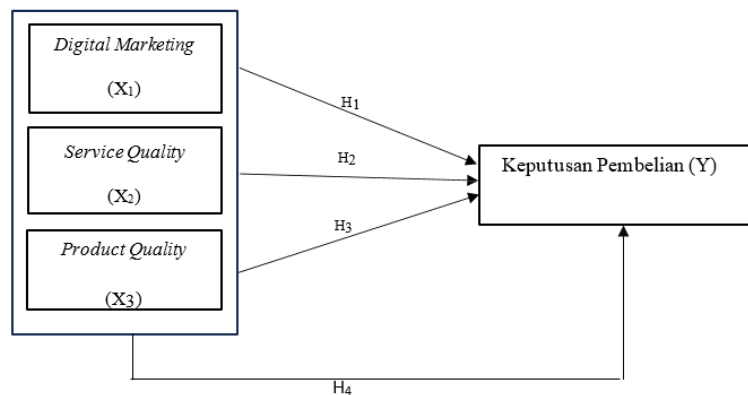 Digital Marketing
(X1)
H1
Service Quality
(X2)
H2
Keputusan Pembelian (Y)
Product Quality
(X3)
H3
H4